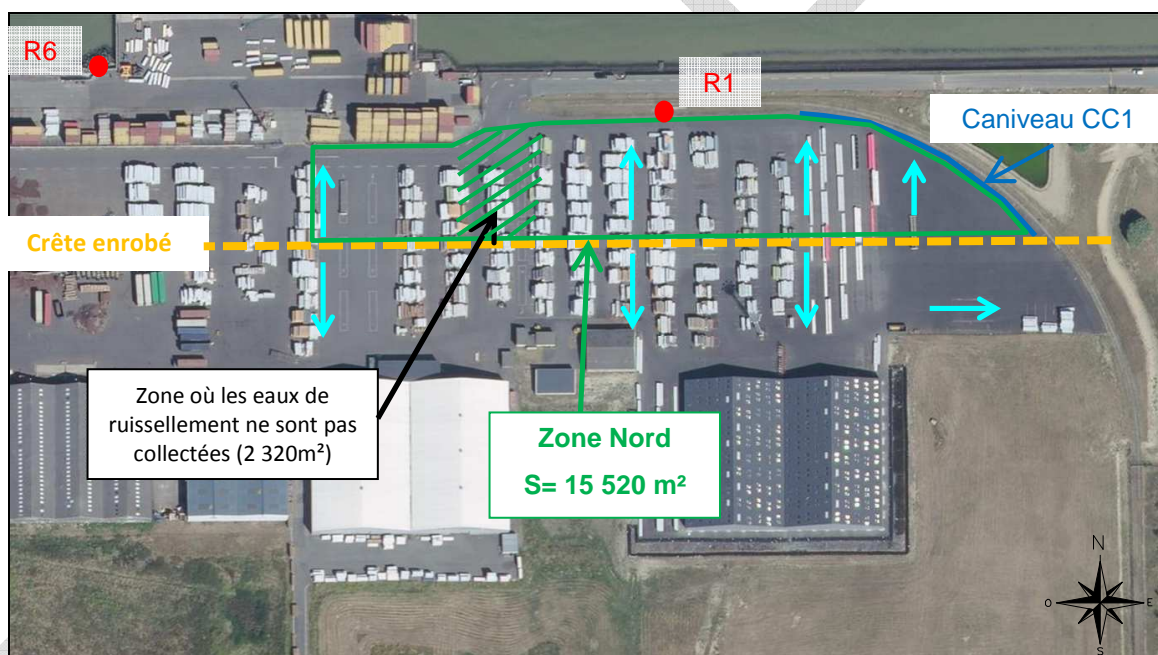 R6
R1
Caniveau CC1
Crête enrobé
Zone où les eaux de
ruissellement ne sont pas
collectées (2 320m²)
Zone Nord
S= 15 520 m²
N
O
E
S